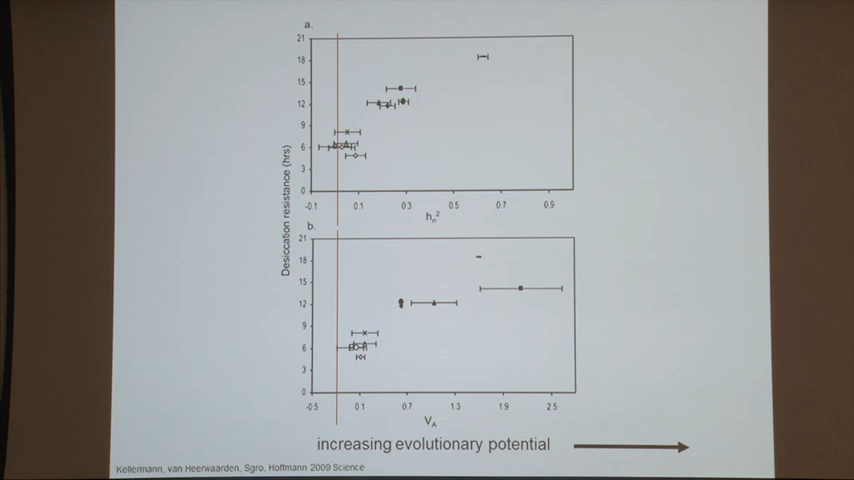 a.
21
18
15
12
9
6
3
0
-0.1 0.1 0.3 0.5 0.7 0.9
hn²
Desiccation resistance (hrs)
b.
21
18
15
12
9
6
3
0
-0.5 0.1 0.7 1.3 1.9 2.5
VA
increasing evolutionary potential
Kellermann, van Heerwaarden, Sgro, Hoffmann 2009 Science